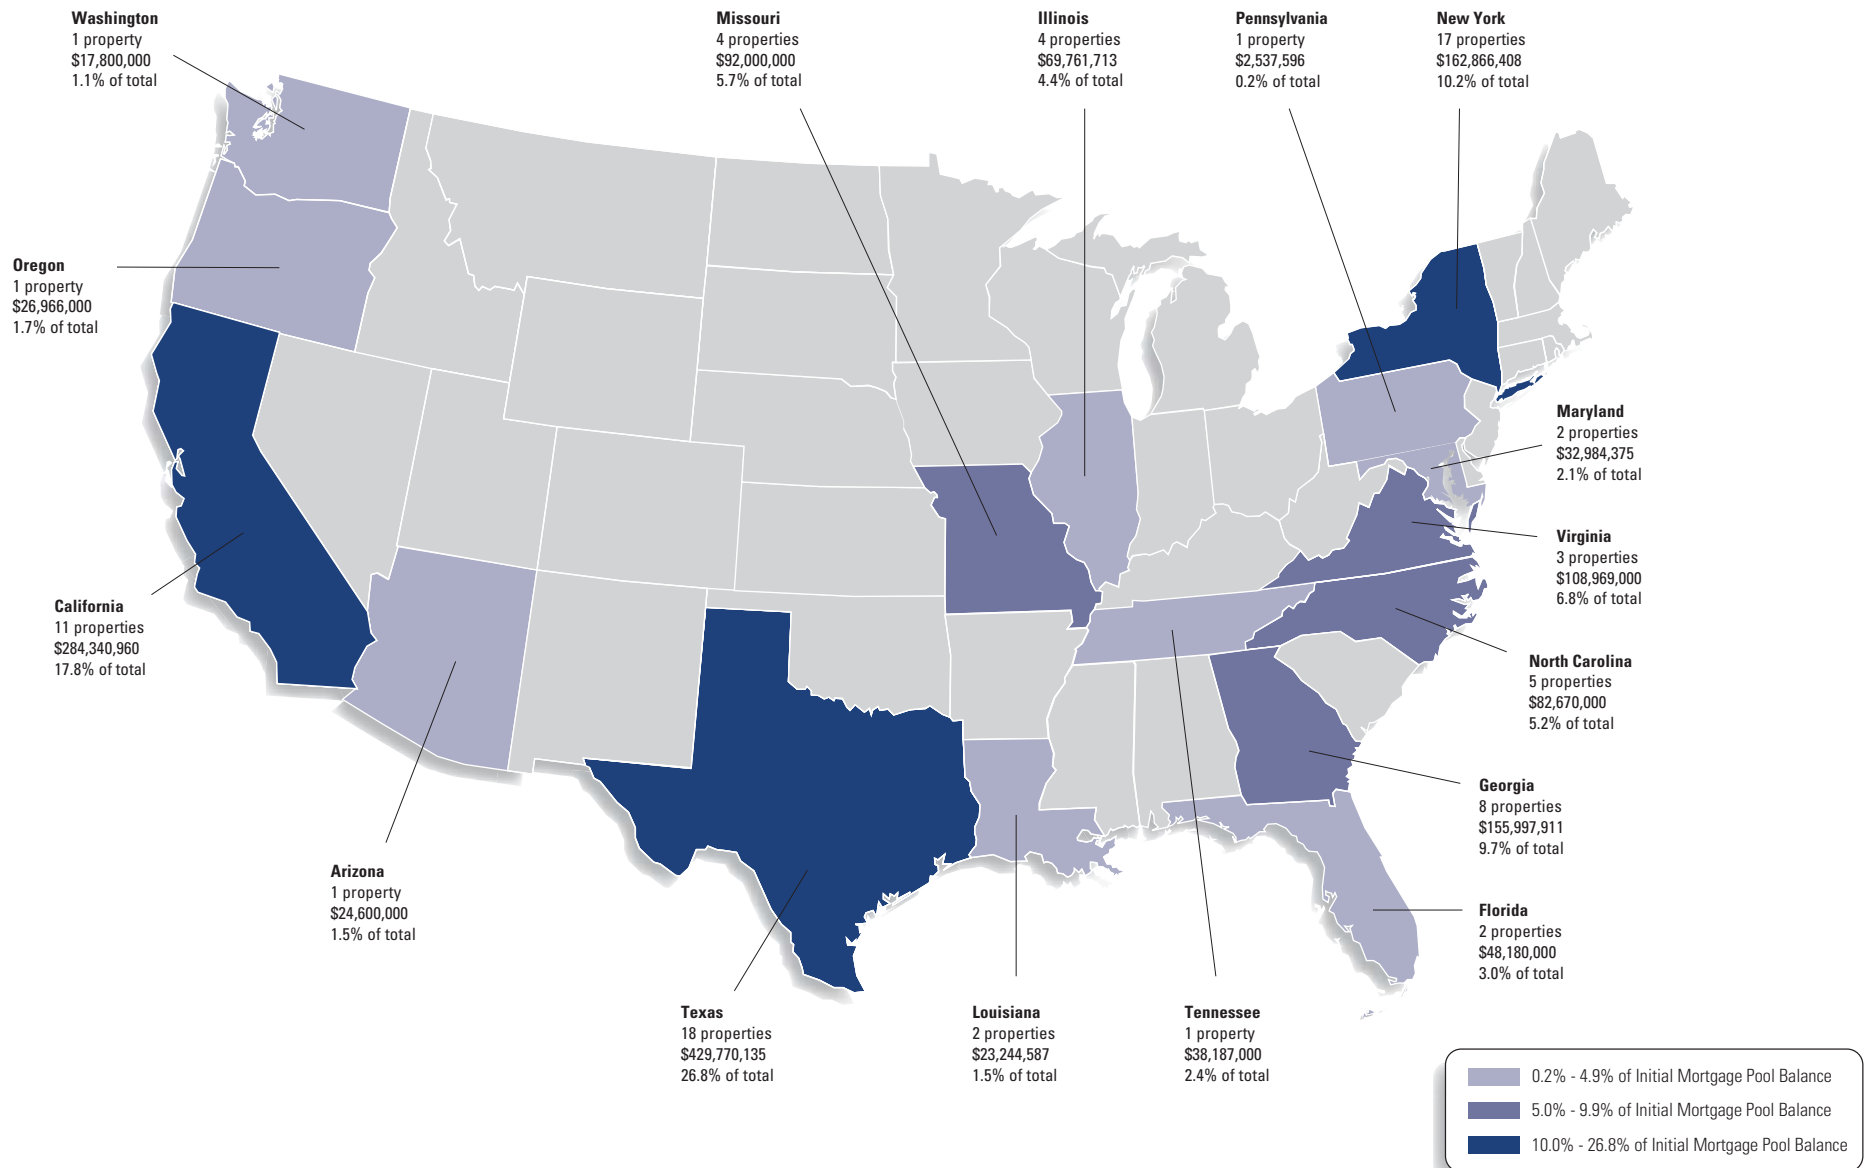 Washington
1 property
$17,800,000
1.1% of total
Missouri
4 properties
$92,000,000
5.7% of total
Illinois
4 properties
$69,761,713
4.4% of total
Pennsylvania
1 property
$2,537,596
0.2% of total
New York
17 properties
$162,866,408
10.2% of total
Oregon
1 property
$26,966,000
1.7% of total
Maryland
2 properties
$32,984,375
2.1% of total
Virginia
3 properties
$108,969,000
6.8% of total
California
11 properties
$284,340,960
17.8% of total
North Carolina
5 properties
$82,670,000
5.2% of total
Georgia
8 properties
$155,997,911
9.7% of total
Arizona
1 property
$24,600,000
1.5% of total
Florida
2 properties
$48,180,000
3.0% of total
Texas
18 properties
$429,770,135
26.8% of total
Louisiana
2 properties
$23,244,587
1.5% of total
Tennessee
1 property
$38,187,000
2.4% of total
0.2% - 4.9% of Initial Mortgage Pool Balance
5.0% - 9.9% of Initial Mortgage Pool Balance
10.0% - 26.8% of Initial Mortgage Pool Balance